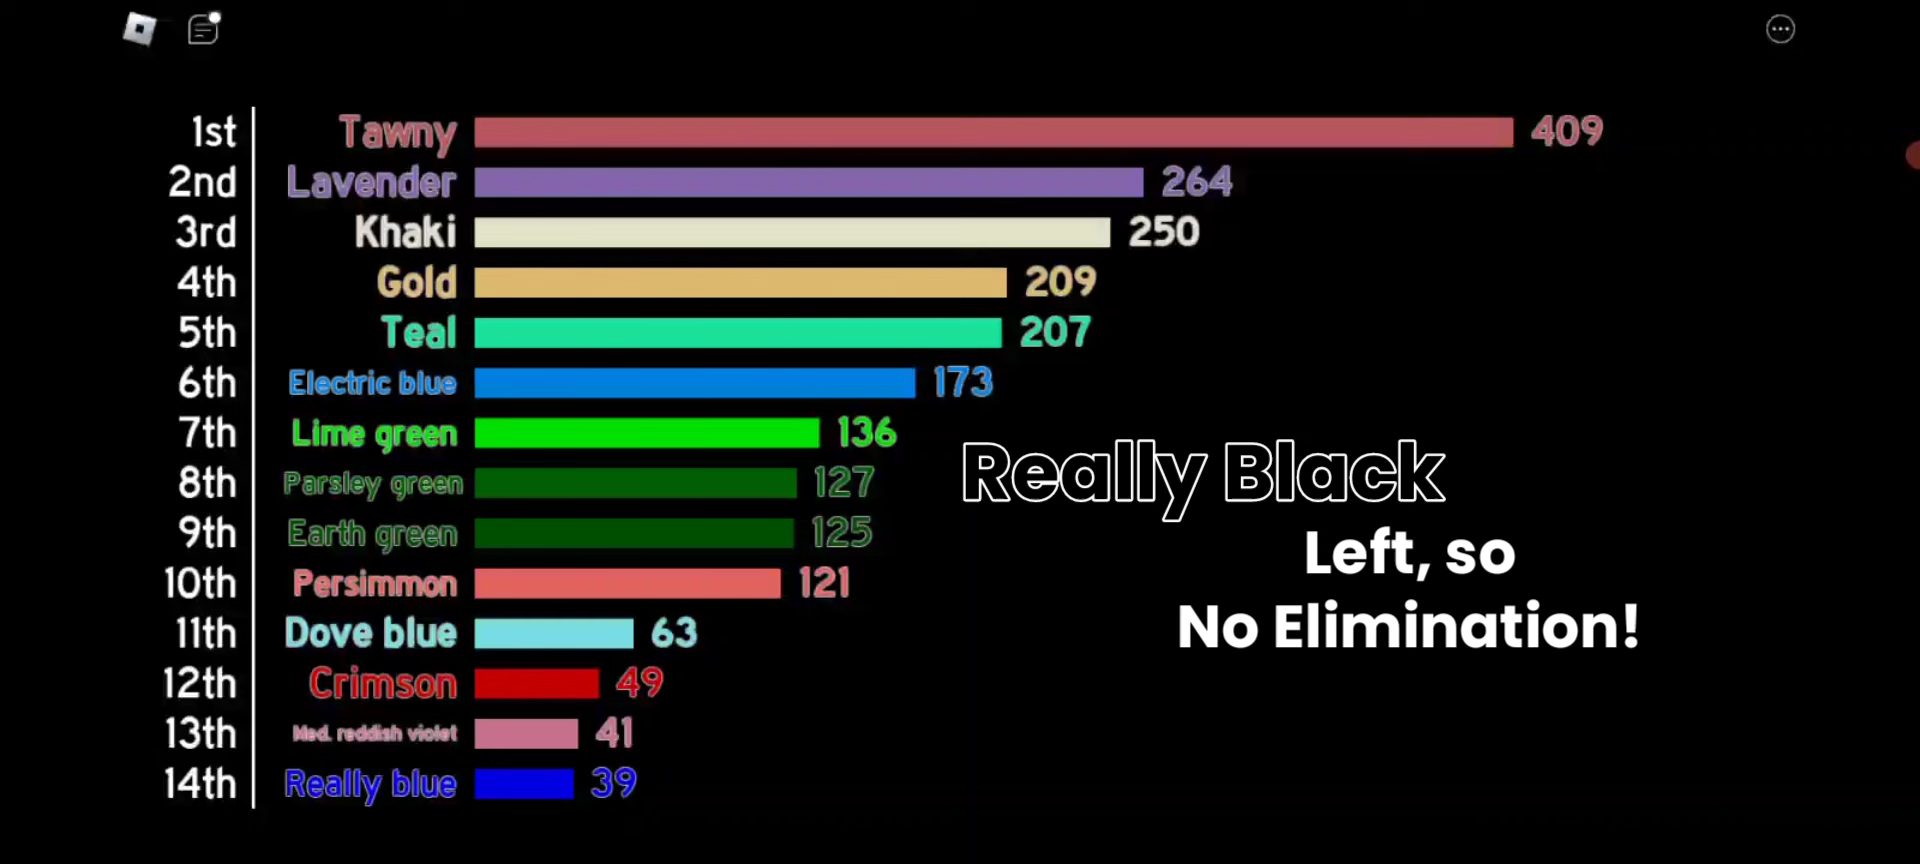 1st Tawny 409
2nd Lavender 264
3rd Khaki 250
4th Gold 209
5th Teal 207
6th Electric blue 173
7th Lime green 136
8th Parsley green 127
9th Earth green 125
10th Persimmon 121
11th Dove blue 63
12th Crimson 49
13th Med. reddish violet 41
14th Really blue 39
Really Black
Left, so
No Elimination!